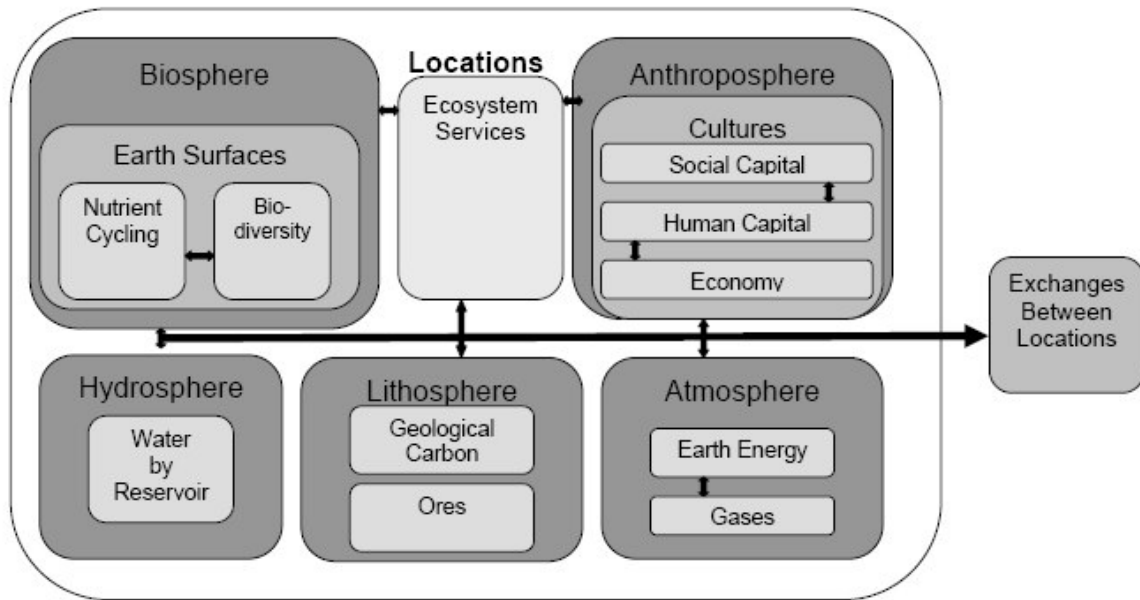 Locations
Biosphere
Earth Surfaces
Nutrient
Cycling
Bio-
diversity
Ecosystem
Services
Anthroposphere
Cultures
Social Capital
Human Capital
Economy
Exchanges
Between
Locations
Hydrosphere
Water
by
Reservoir
Lithosphere
Geological
Carbon
Ores
Atmosphere
Earth Energy
Gases